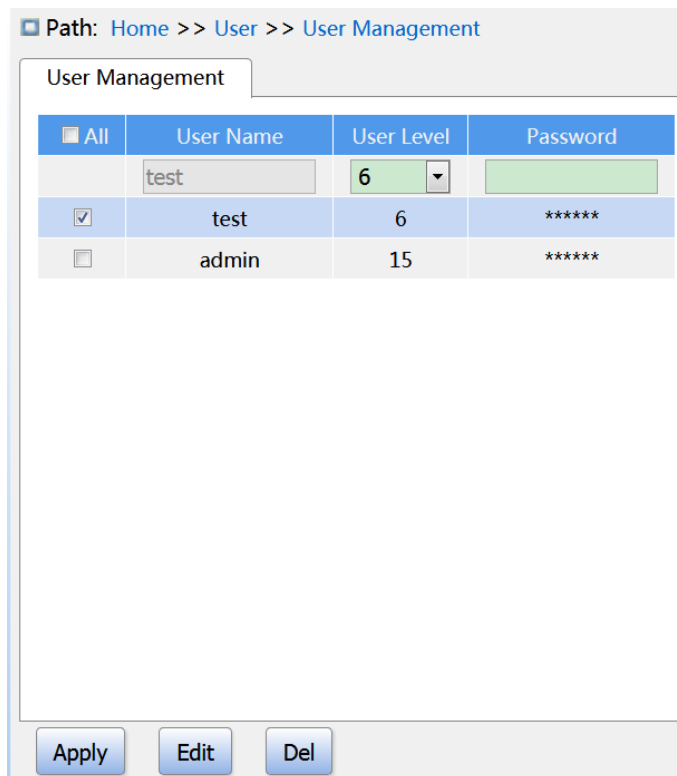 Path: Home >> User >> User Management
User Management
All User Name User Level Password
test 6
test 6 ******
admin 15 ******
Apply Edit Del